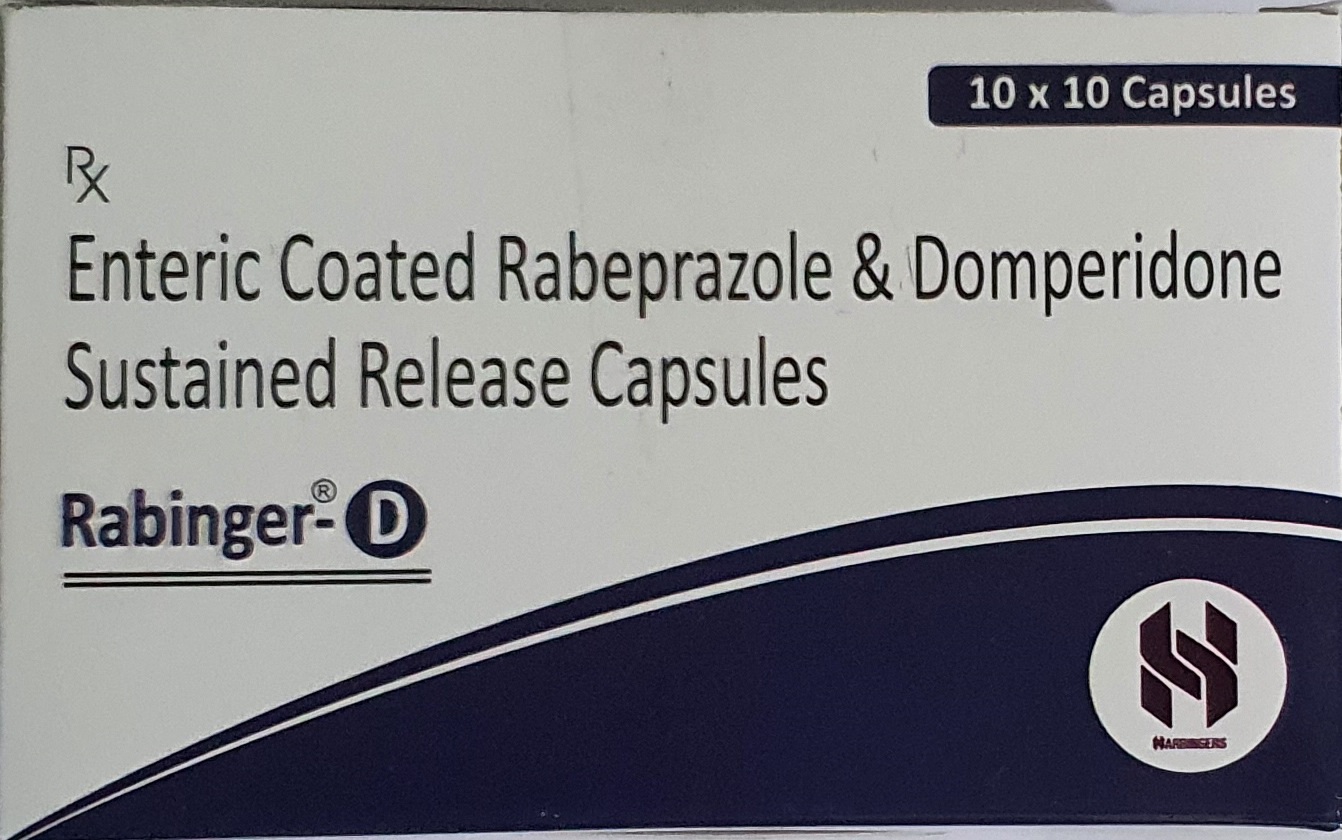 10 x 10 Capsules
Rx
Enteric Coated Rabeprazole & Domperidone
Sustained Release Capsules
Rabinger-® D
HARBINGERS